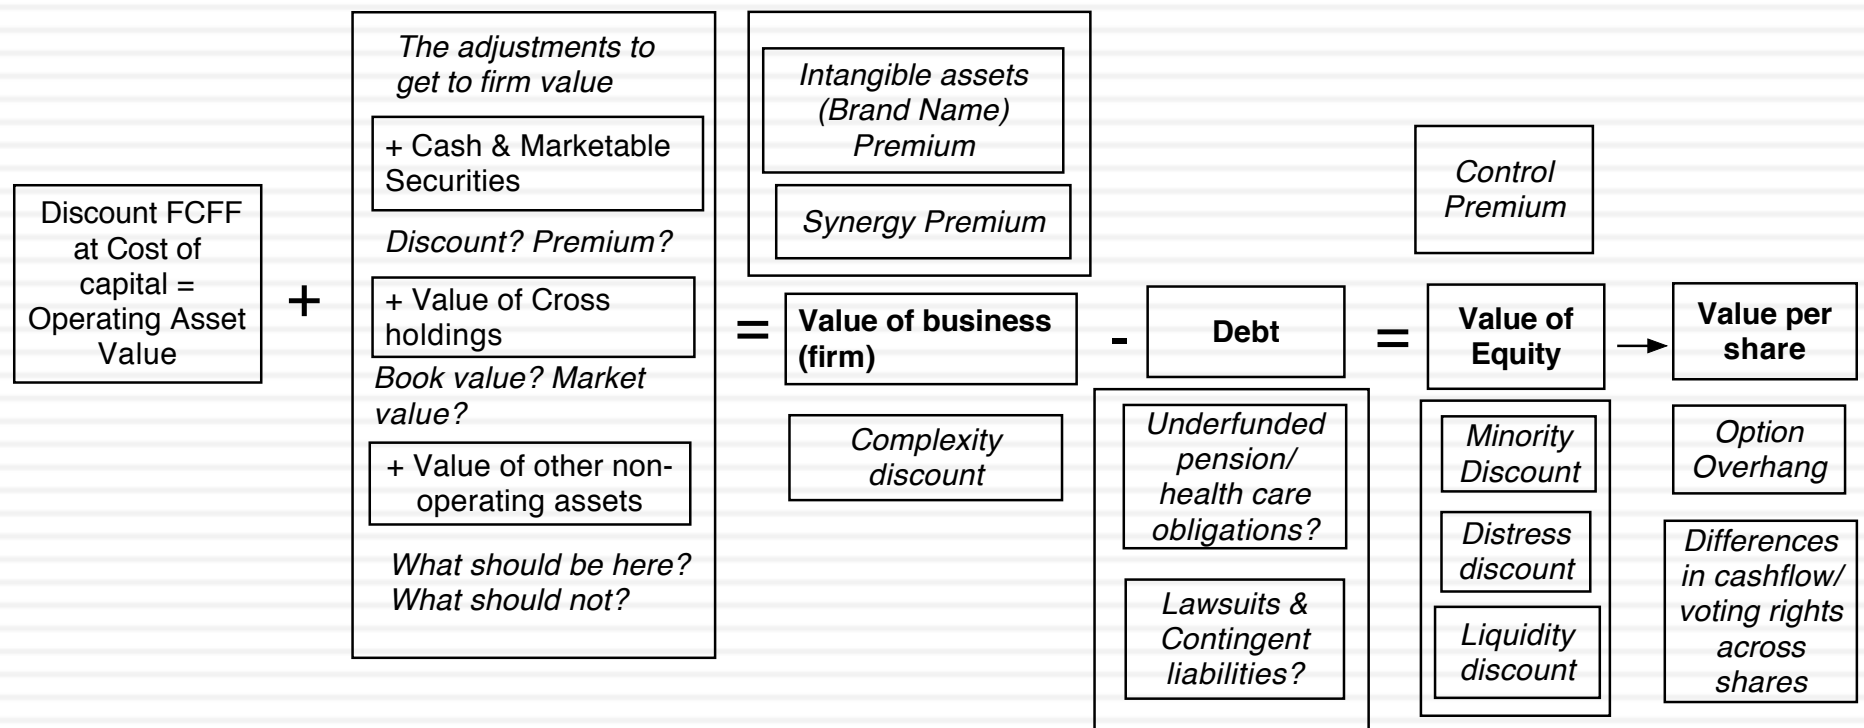 Discount FCFF
at Cost of
capital =
Operating Asset
Value
+
The adjustments to
get to firm value
+ Cash & Marketable
Securities
Discount? Premium?
+ Value of Cross
holdings
Book value? Market
value?
+ Value of other non-
operating assets
What should be here?
What should not?
=
Intangible assets
(Brand Name)
Premium
Synergy Premium
Value of business
(firm)
Complexity
discount
-
Debt
Underfunded
pension/
health care
obligations?
Lawsuits &
Contingent
liabilities?
=
Control
Premium
Value of
Equity
Minority
Discount
Distress
discount
Liquidity
discount
Value per
share
Option
Overhang
Differences
in cashflow/
voting rights
across
shares